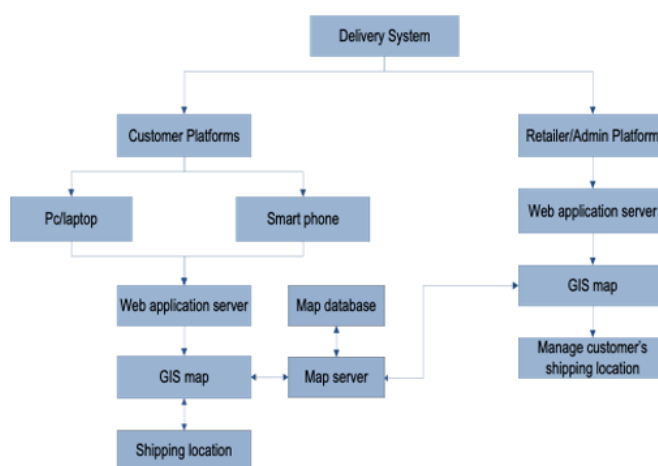 Delivery System
Customer Platforms
Retailer/Admin Platform
Pc/laptop
Smart phone
Web application server
Web application server
Map database
GIS map
GIS map
Map server
Manage customer's
shipping location
Shipping location